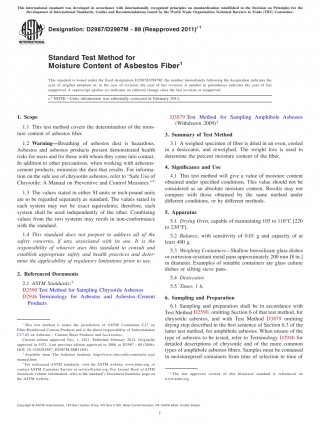 This international standard was developed in accordance with internationally recognized principles on standardization established in the Decision on Principles for the
Development of International Standards, Guides and Recommendations issued by the World Trade Organization Technical Barriers to Trade (TBT) Committee.
Designation: D2987/D2987M − 88 (Reapproved 2011)ε1
Standard Test Method for
Moisture Content of Asbestos Fiber1
This standard is issued under the fixed designation D2987/D2987M; the number immediately following the designation indicates the
year of original adoption or, in the case of revision, the year of last revision. A number in parentheses indicates the year of last
reapproval. A superscript epsilon (ε) indicates an editorial change since the last revision or reapproval.
ε1 NOTE—Units information was editorially corrected in February 2012.
1. Scope
1.1 This test method covers the determination of the mois-
ture content of asbestos fiber.
1.2 Warning—Breathing of asbestos dust is hazardous.
Asbestos and asbestos products present demonstrated health
risks for users and for those with whom they come into contact.
In addition to other precautions, when working with asbestos-
cement products, minimize the dust that results. For informa-
tion on the safe use of chrysotile asbestos, refer to “Safe Use of
Chrysotile: A Manual on Preventive and Control Measures.”2
1.3 The values stated in either SI units or inch-pound units
are to be regarded separately as standard. The values stated in
each system may not be exact equivalents; therefore, each
system shall be used independently of the other. Combining
values from the two systems may result in non-conformance
with the standard.
1.4 This standard does not purport to address all of the
safety concerns, if any, associated with its use. It is the
responsibility of whoever uses this standard to consult and
establish appropriate safety and health practices and deter-
mine the applicability of regulatory limitations prior to use.
2. Referenced Documents
2.1 ASTM Standards:3
D2590 Test Method for Sampling Chrysotile Asbestos
D2946 Terminology for Asbestos and Asbestos–Cement
Products
D3879 Test Method for Sampling Amphibole Asbestos
(Withdrawn 2009)4
3. Summary of Test Method
3.1 A weighed specimen of fiber is dried in an oven, cooled
in a desiccator, and reweighed. The weight loss is used to
determine the percent moisture content of the fiber.
4. Significance and Use
4.1 This test method will give a value of moisture content
obtained under specified conditions. This value should not be
considered as an absolute moisture content. Results may not
compare with those obtained by the same method under
different conditions, or by different methods.
5. Apparatus
5.1 Drying Oven, capable of maintaining 105 to 110°C [220
to 230°F].
5.2 Balance, with sensitivity of 0.01 g and capacity of at
least 400 g.
5.3 Weighing Containers—Shallow borosilicate glass dishes
or corrosion-resistant metal pans approximately 200 mm [8 in.]
in diameter. Examples of suitable containers are glass culture
dishes or sifting sieve pans.
5.4 Desiccator.
5.5 Timer, 1 h.
6. Sampling and Preparation
6.1 Sampling and preparation shall be in accordance with
Test Method D2590, omitting Section 6 of that test method, for
chrysotile asbestos, and with Test Method D3879 omitting
drying step described in the first sentence of Section 6.3 of the
latter test method, for amphibole asbestos. When unsure of the
type of asbestos to be tested, refer to Terminology D2946 for
detailed descriptions of chrysotile and of the more common
types of amphibole asbestos fibers. Samples must be contained
in moistureproof containers from time of selection to time of
1 This test method is under the jurisdiction of ASTM Committee C17 on
Fiber-Reinforced Cement Products and is the direct responsibility of Subcommittee
C17.03 on Asbestos - Cement Sheet Products and Accessories.
Current edition approved Nov. 1, 2011. Published February 2012. Originally
approved in 1971. Last previous edition approved in 2006 as D2987 – 88 (2006).
2 Available from The Asbestos Institute,
3 For referenced ASTM standards, visit the ASTM website, www.astm.org, or
contact ASTM Customer Service at service@astm.org. For Annual Book of ASTM
Standards volume information, refer to the standard's Document Summary page on
the ASTM website.
4 The last approved version of this historical standard is referenced on
www.astm.org.
Copyright © ASTM International, 100 Barr Harbor Drive, PO Box C700, West Conshohocken, PA 19428-2959. United States
1